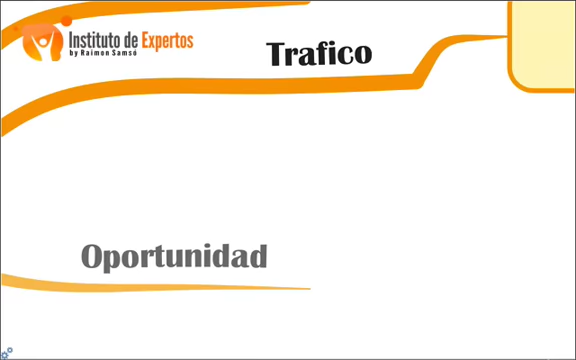 Instituto de Expertos
by Raimon Samsó
Trafico
Oportunidad